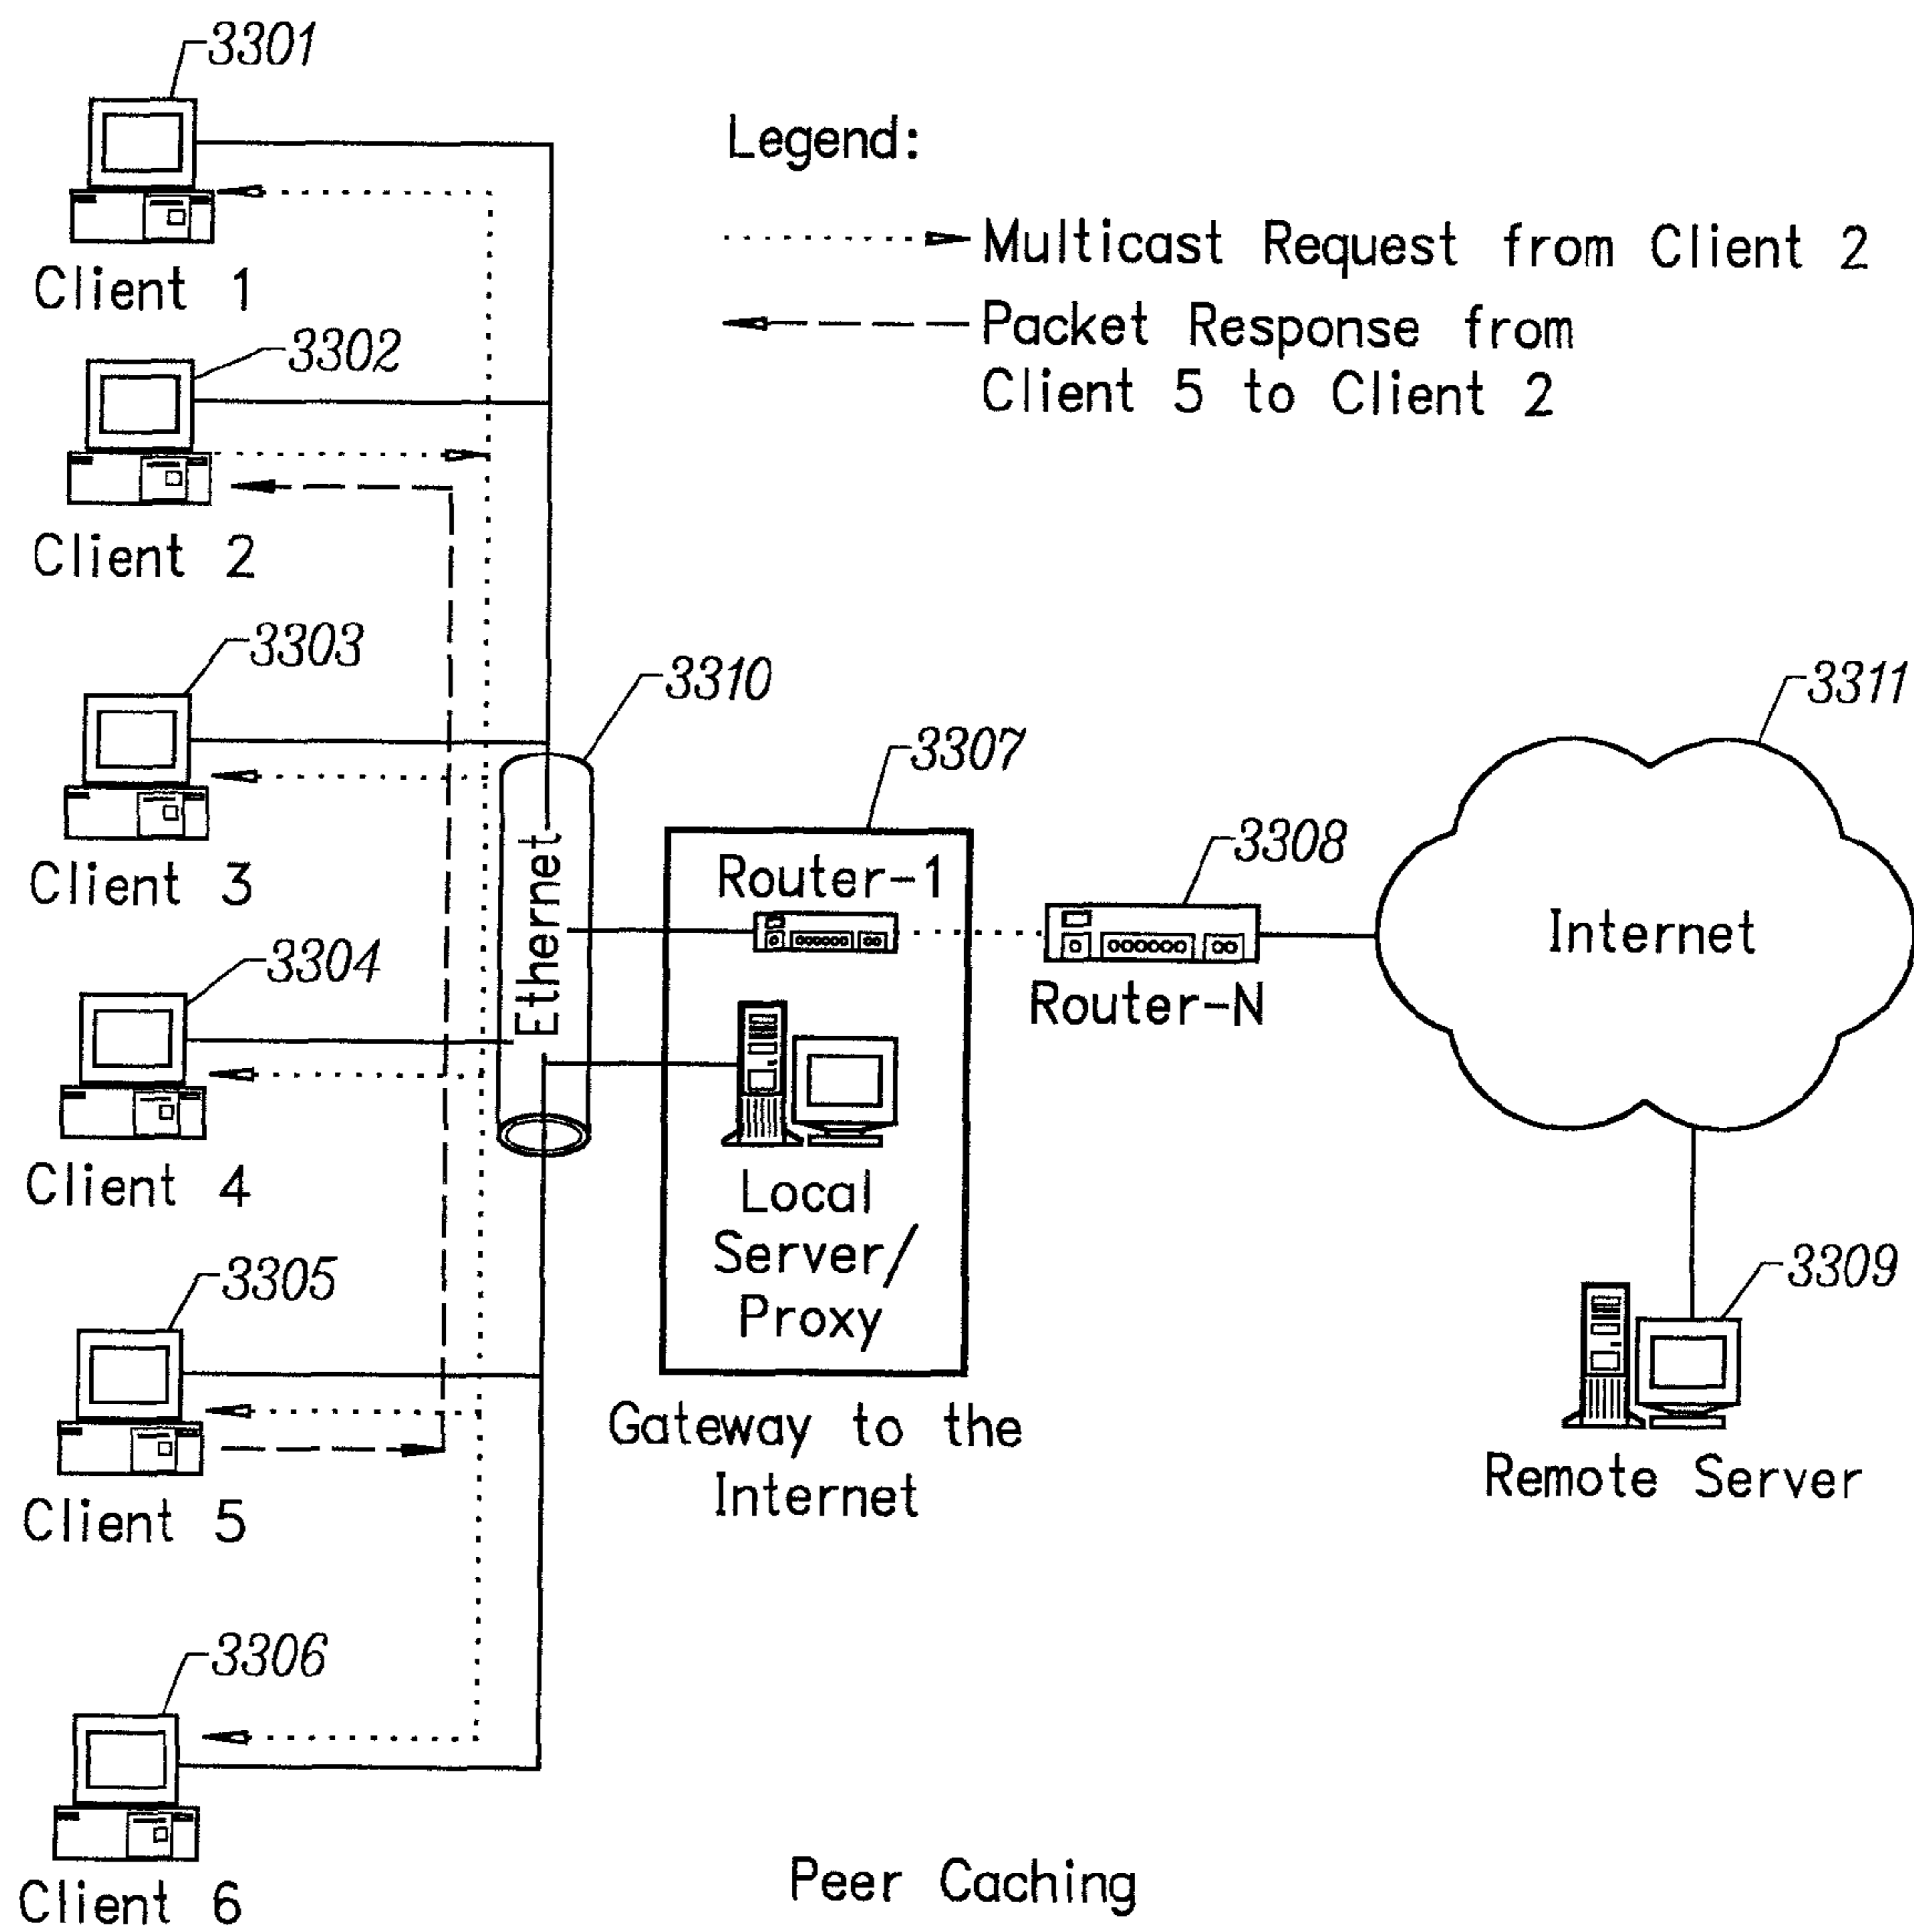 3301
Client 1
Legend:
Multicast Request from Client 2
Packet Response from
Client 5 to Client 2
3302
Client 2
3303
Client 3
3310
Ethernet
3307
Router-1
3308
Router-N
3311
Internet
3304
Client 4
Local
Server/
Proxy
Gateway to the
Internet
3309
Remote Server
3305
Client 5
3306
Client 6
Peer Caching